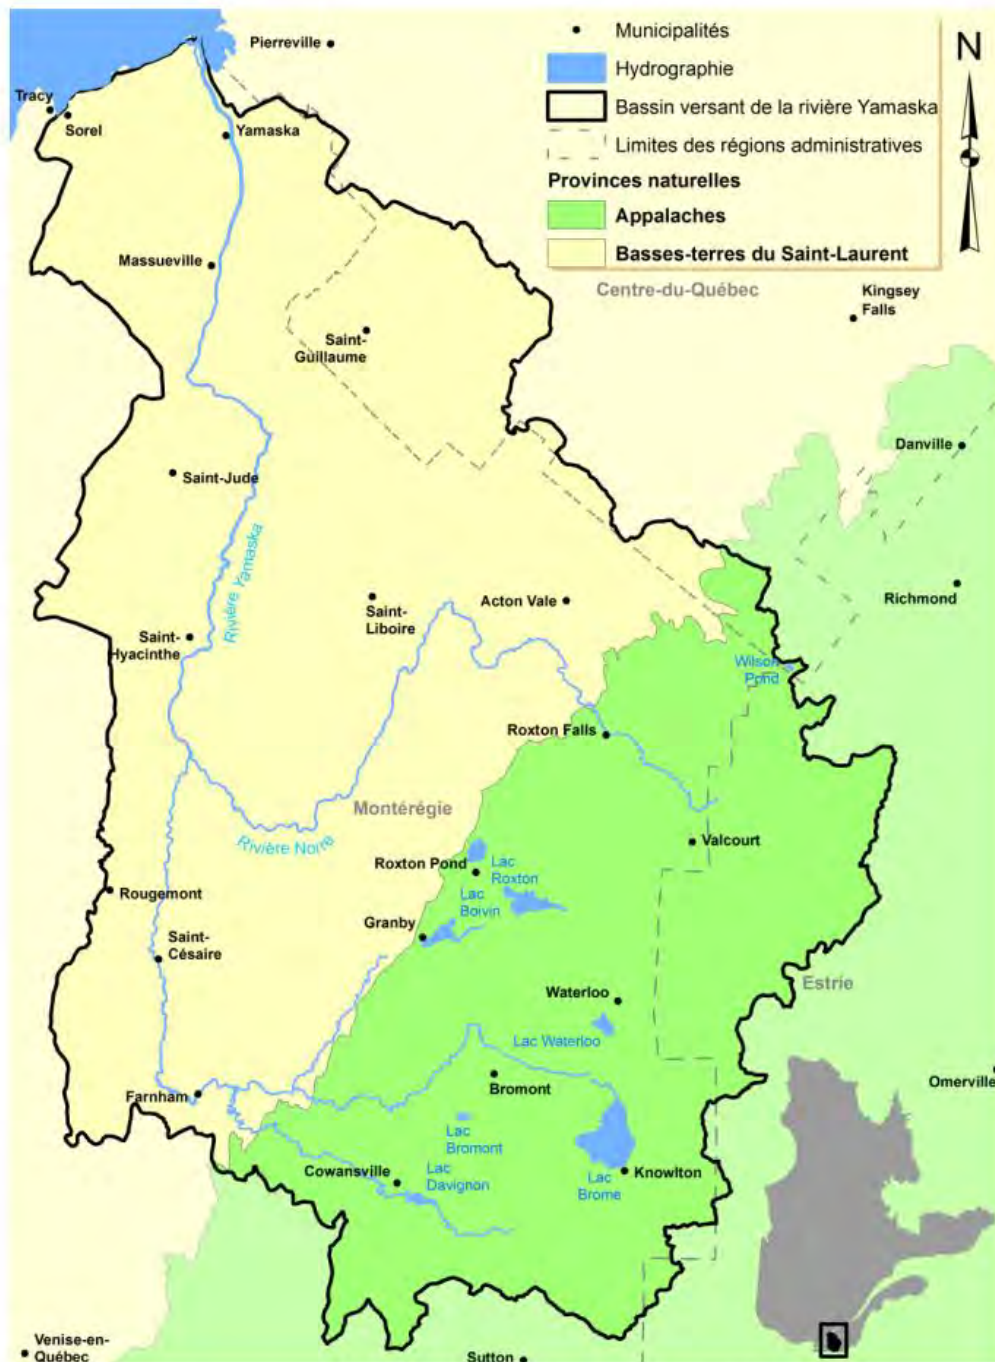 Pierreville
Municipalités
Hydrographie
Bassin versant de la rivière Yamaska
Limites des régions administratives
Provinces naturelles
Appalaches
Basses-terres du Saint-Laurent
N
Tracy
Sorel
Yamaska
Massueville
Centre-du-Québec
Kingsey
Falls
Saint-
Guillaume
Danville
Saint-Jude
Rivière Yamaska
Richmond
Acton Vale
Saint-
Liboire
Saint-
Hyacinthe
Wilson
Pond
Roxton Falls
Montérégie
Rivière Noire
Valcourt
Roxton Pond
Lac
Roxton
Lac
Boivin
Rougemont
Granby
Saint-
Césaire
Estrie
Waterloo
Lac Waterloo
Bromont
Omerville
Farnham
Lac
Bromont
Cowansville
Lac
Davignon
Lac
Brome
Knowlton
Venise-en-
Québec
Sutton